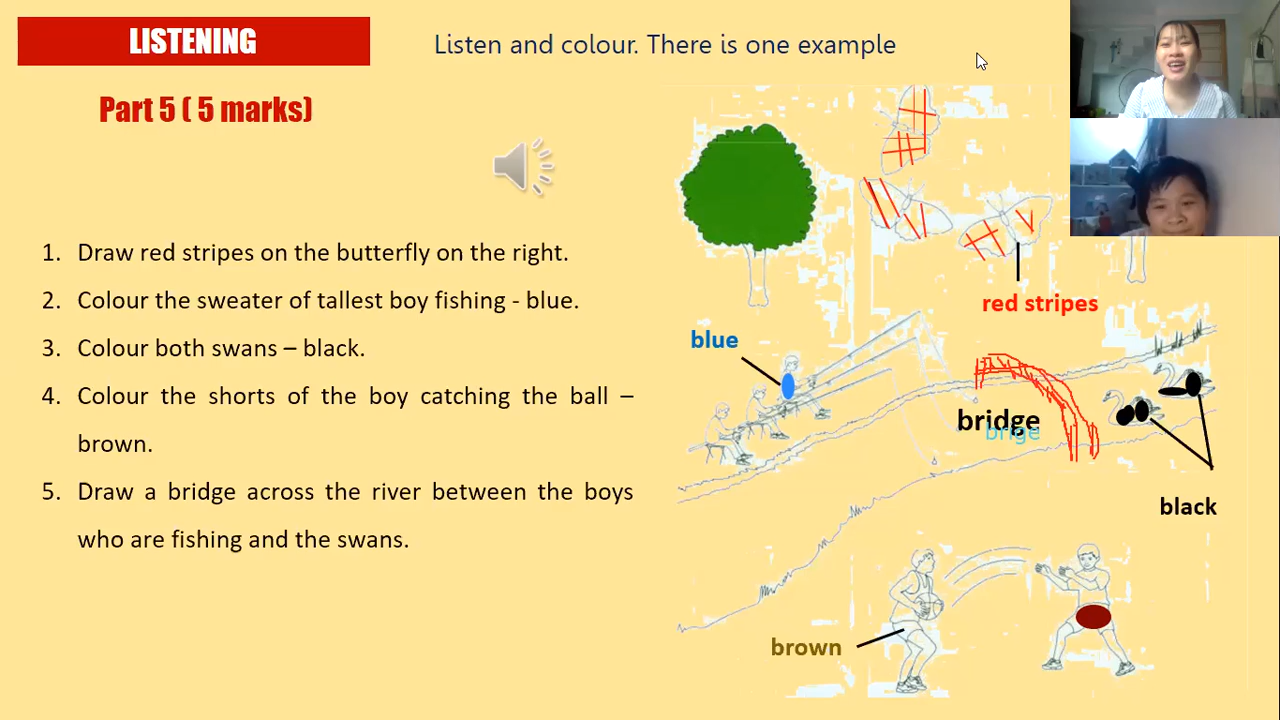 LISTENING
Listen and colour. There is one example
Part 5 ( 5 marks)
1. Draw red stripes on the butterfly on the right.
2. Colour the sweater of tallest boy fishing - blue.
3. Colour both swans – black.
4. Colour the shorts of the boy catching the ball –
brown.
5. Draw a bridge across the river between the boys
who are fishing and the swans.
red stripes
blue
bridge
brige
black
brown